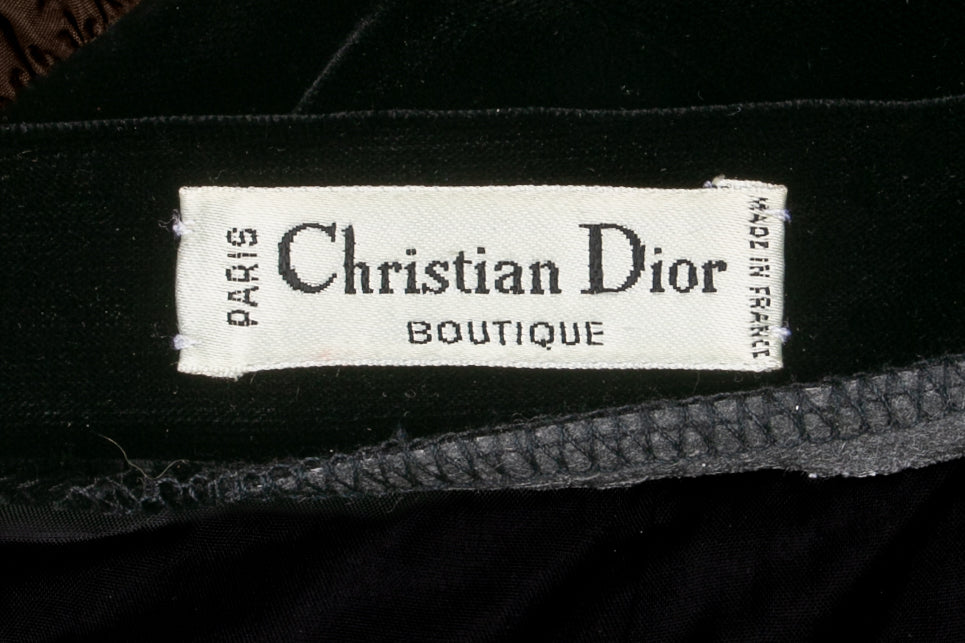 PARIS
Christian Dior
BOUTIQUE
MADE IN FRANCE